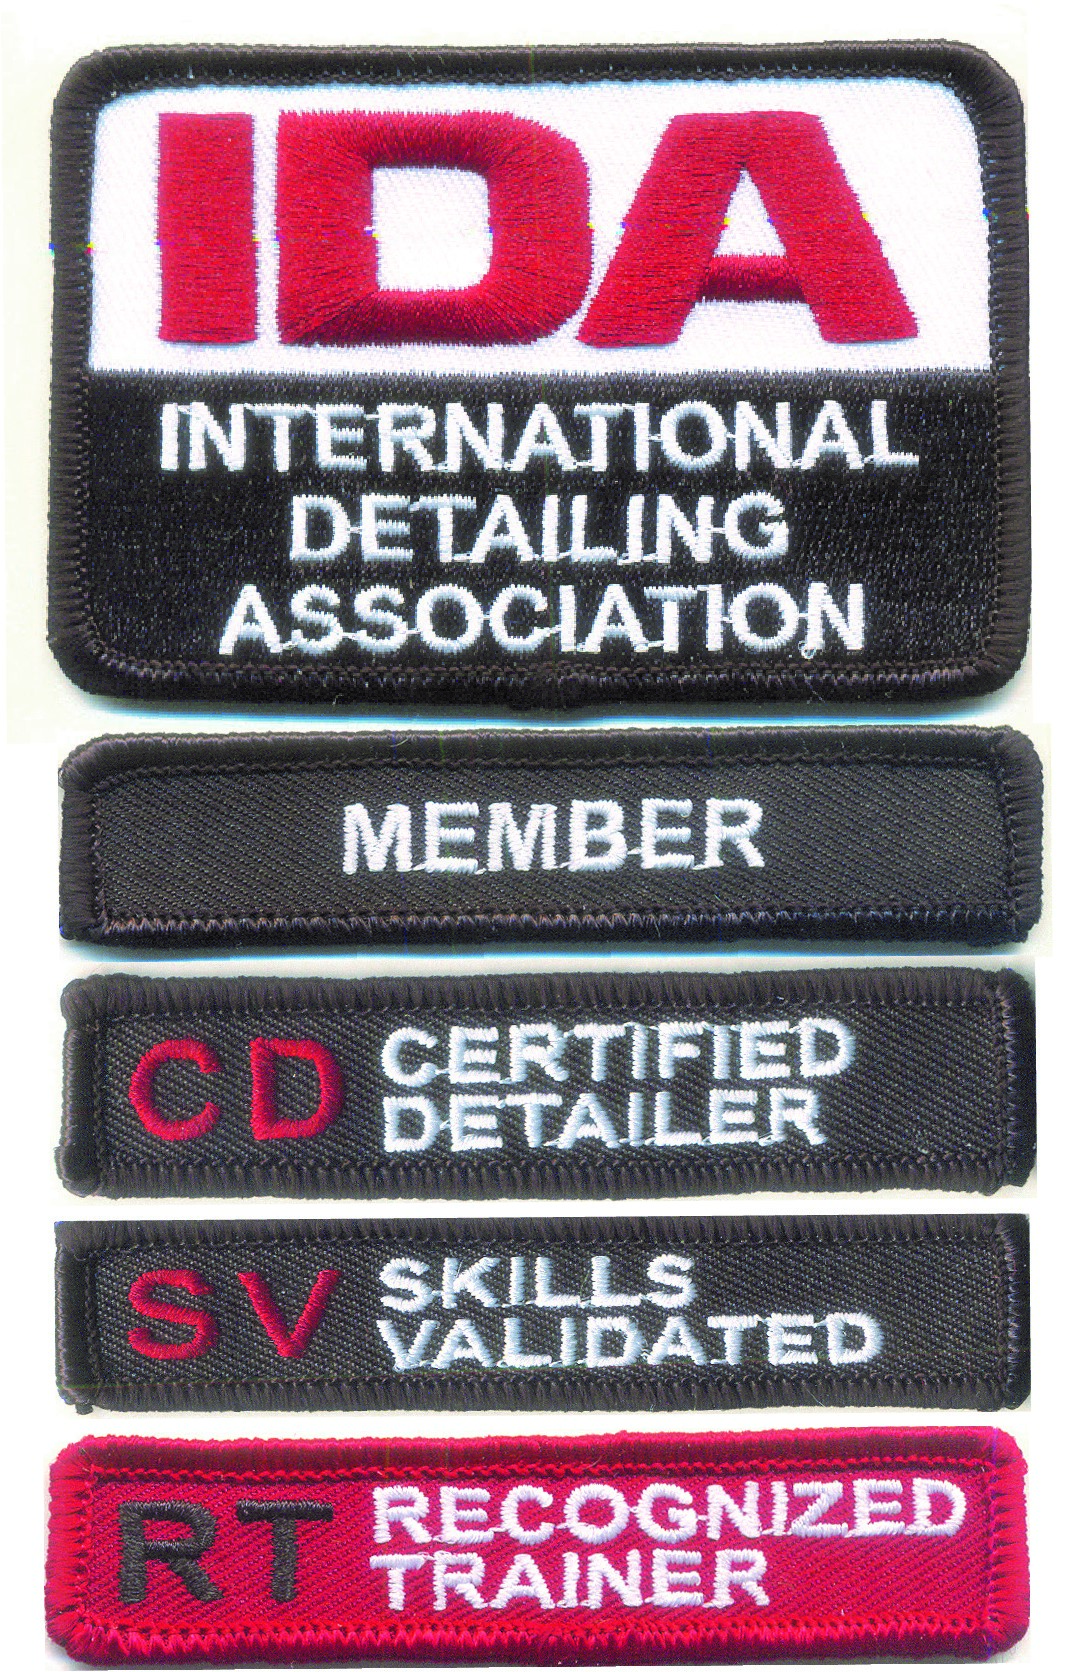 IDA
INTERNATIONAL
DETAILING
ASSOCIATION
MEMBER
CD
CERTIFIED
DETAILER
SV
SKILLS
VALIDATED
RT
RECOGNIZED
TRAINER